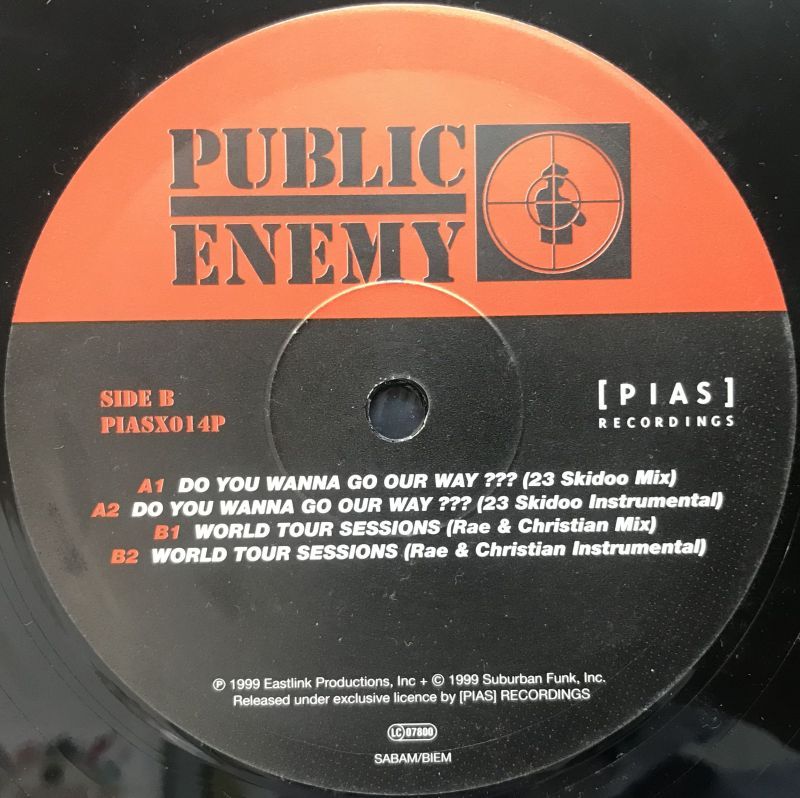 PUBLIC
ENEMY
SIDE B
PIASX014P
[PIAS]
RECORDINGS
A1 DO YOU WANNA GO OUR WAY ??? (23 Skidoo Mix)
A2 DO YOU WANNA GO OUR WAY ??? (23 Skidoo Instrumental)
B1 WORLD TOUR SESSIONS (Rae & Christian Mix)
B2 WORLD TOUR SESSIONS (Rae & Christian Instrumental)
℗ 1999 Eastlink Productions, Inc + © 1999 Suburban Funk, Inc.
Released under exclusive licence by [PIAS] RECORDINGS
LC 07800
SABAM/BIEM